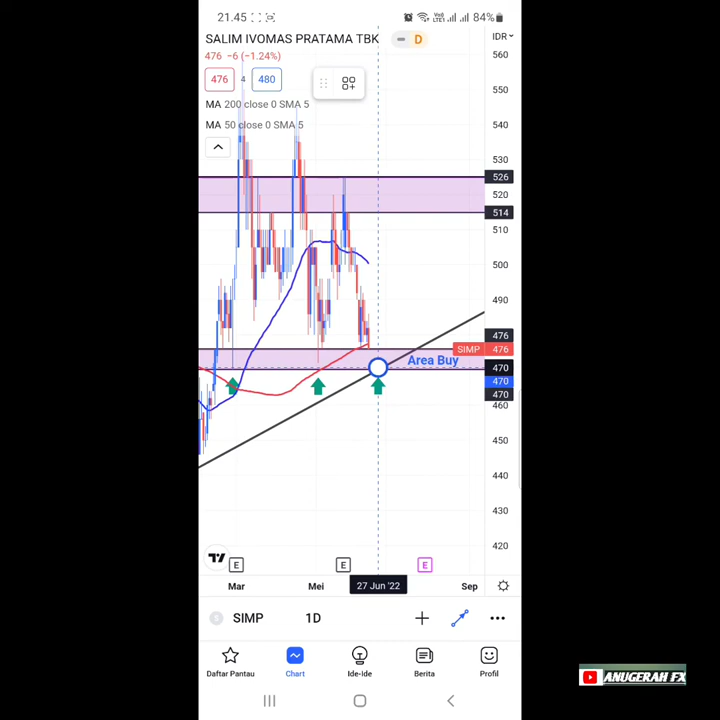 21.45
84%
SALIM IVOMAS PRATAMA TBK
D
IDR
476 −6 (−1.24%)
476
4
480
MA 200 close 0 SMA 5
MA 50 close 0 SMA 5
560
550
540
530
526
520
514
510
500
490
476
SIMP 476
470
470
470
460
450
440
430
420
Area Buy
E
E
E
Mar
Mei
27 Jun '22
Sep
SIMP
1D
Daftar Pantau
Chart
Ide-Ide
Berita
Profil
ANUGERAH FX